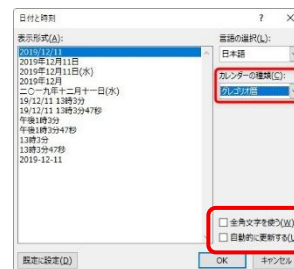 日付と時刻 ? ×
表示形式(A):
2019/12/11
2019年12月11日
2019年12月11日(水)
2019年12月
二〇一九年十二月十一日(水)
19/12/11 13時3分
19/12/11 13時3分47秒
午後1時3分
午後1時3分47秒
13時3分
13時3分47秒
2019-12-11
言語の選択(L):
日本語
カレンダーの種類(C):
グレゴリオ暦
全角文字を使う(W)
自動的に更新する(U
既定に設定(D)
OK
キャンセル